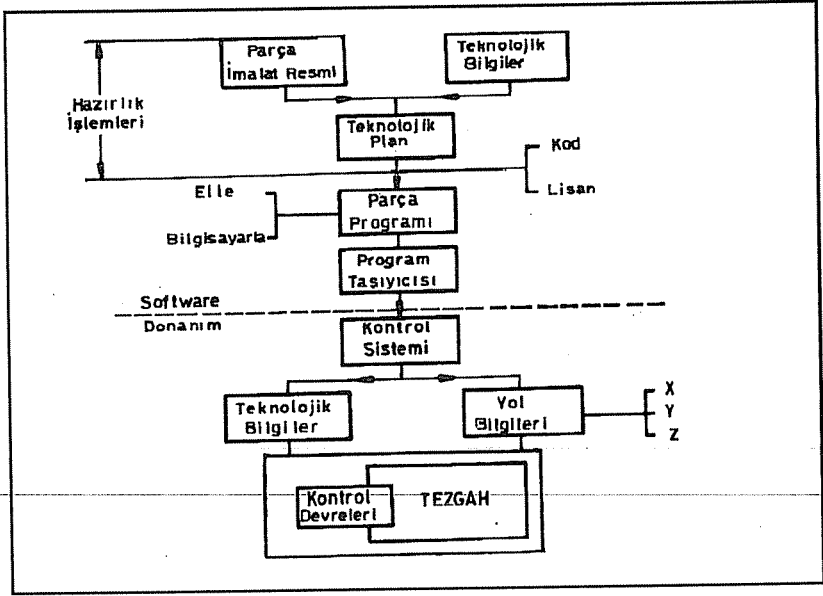 Parça
İmalat Resmi
Teknolojik
Bilgiler
Hazırlık
İşlemleri
Teknolojik
Plan
Kod
Lisan
Elle
Bilgisayarla
Parça
Programı
Program
Taşıyıcısı
Software
Donanım
Kontrol
Sistemi
Teknolojik
Bilgiler
Yol
Bilgileri
X
Y
Z
Kontrol
Devreleri
TEZGAH